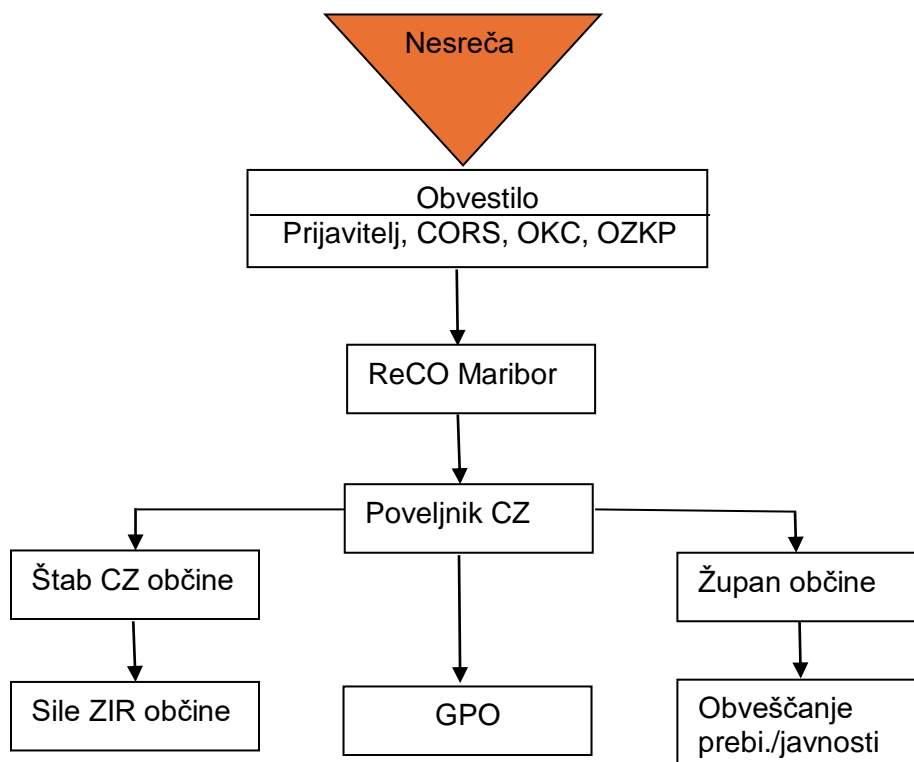 Nesreča
Obvestilo
Prijavitelj, CORS, OKC, OZKP
ReCO Maribor
Poveljnik CZ
Štab CZ občine
Župan občine
Sile ZIR občine
GPO
Obveščanje
prebi./javnosti